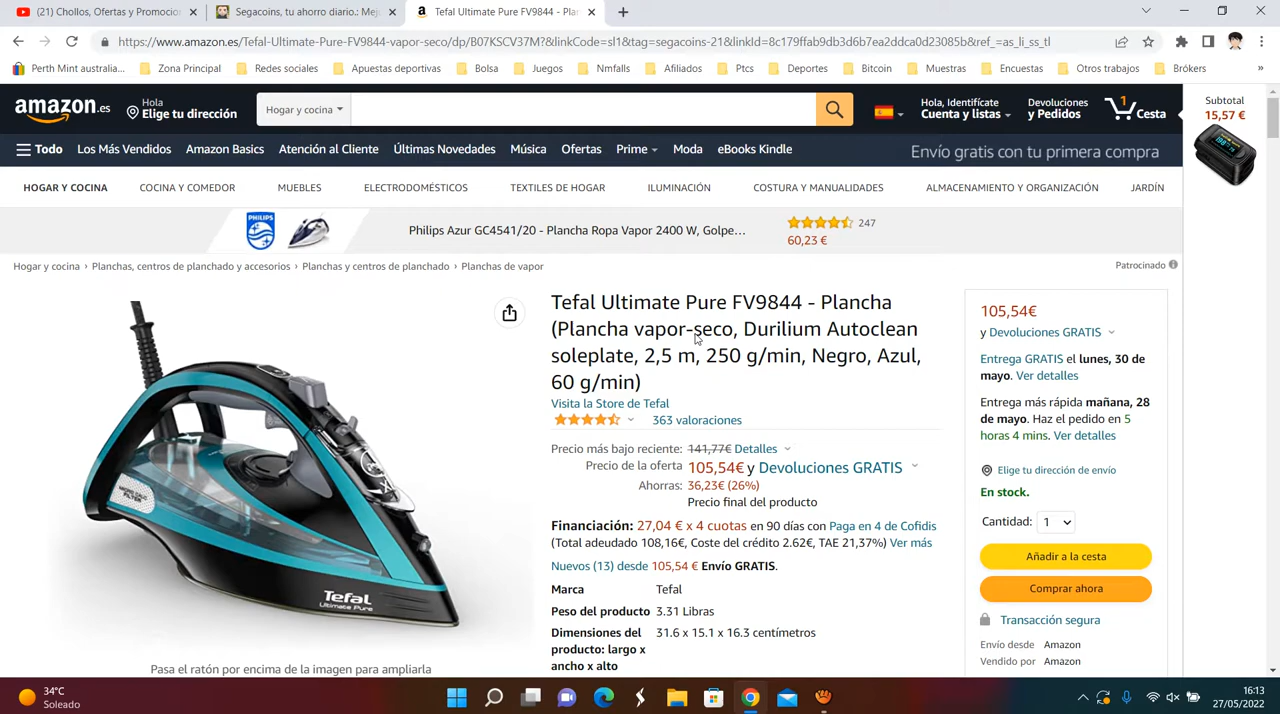 (21) Chollos, Ofertas y Promocio
Segacoins, tu ahorro diario.: Mej
Tefal Ultimate Pure FV9844 - Plan
https://www.amazon.es/Tefal-Ultimate-Pure-FV9844-vapor-seco/dp/B07KSCV37M?&linkCode=sl1&tag=segacoins-21&linkId=8c179ffab9db3d6b7ea2ddca0d23085b&ref_=as_li_ss_tl
Perth Mint australia...
Zona Principal
Redes sociales
Apuestas deportivas
Bolsa
Juegos
Nmfalls
Afiliados
Ptcs
Deportes
Bitcoin
Muestras
Encuestas
Otros trabajos
Brókers
»
amazon.es
Hola
Elige tu dirección
Hogar y cocina
Hola, Identifícate
Cuenta y listas
Devoluciones
y Pedidos
1
Cesta
Subtotal
15,57 €
Todo
Los Más Vendidos
Amazon Basics
Atención al Cliente
Últimas Novedades
Música
Ofertas
Prime
Moda
eBooks Kindle
Envío gratis con tu primera compra
HOGAR Y COCINA
COCINA Y COMEDOR
MUEBLES
ELECTRODOMÉSTICOS
TEXTILES DE HOGAR
ILUMINACIÓN
COSTURA Y MANUALIDADES
ALMACENAMIENTO Y ORGANIZACIÓN
JARDÍN
PHILIPS
Philips Azur GC4541/20 - Plancha Ropa Vapor 2400 W, Golpe...
247
60,23 €
Hogar y cocina › Planchas, centros de planchado y accesorios › Planchas y centros de planchado › Planchas de vapor
Patrocinado
Tefal Ultimate Pure FV9844 - Plancha
(Plancha vapor-seco, Durilium Autoclean
soleplate, 2,5 m, 250 g/min, Negro, Azul,
60 g/min)
Visita la Store de Tefal
363 valoraciones
Precio más bajo reciente: 141,77€ Detalles
Precio de la oferta 105,54€ y Devoluciones GRATIS
Ahorras: 36,23€ (26%)
Precio final del producto
Financiación: 27,04 € x 4 cuotas en 90 días con Paga en 4 de Cofidis
(Total adeudado 108,16€, Coste del crédito 2.62€, TAE 21,37%) Ver más
Nuevos (13) desde 105,54 € Envío GRATIS.
Marca Tefal
Peso del producto 3.31 Libras
Dimensiones del 31.6 x 15.1 x 16.3 centímetros
producto: largo x
ancho x alto
Tefal
Ultimate Pure
Pasa el ratón por encima de la imagen para ampliarla
105,54€
y Devoluciones GRATIS
Entrega GRATIS el lunes, 30 de
mayo. Ver detalles
Entrega más rápida mañana, 28
de mayo. Haz el pedido en 5
horas 4 mins. Ver detalles
Elige tu dirección de envío
En stock.
Cantidad: 1
Añadir a la cesta
Comprar ahora
Transacción segura
Envío desde Amazon
Vendido por Amazon
34°C
Soleado
16:13
27/05/2022